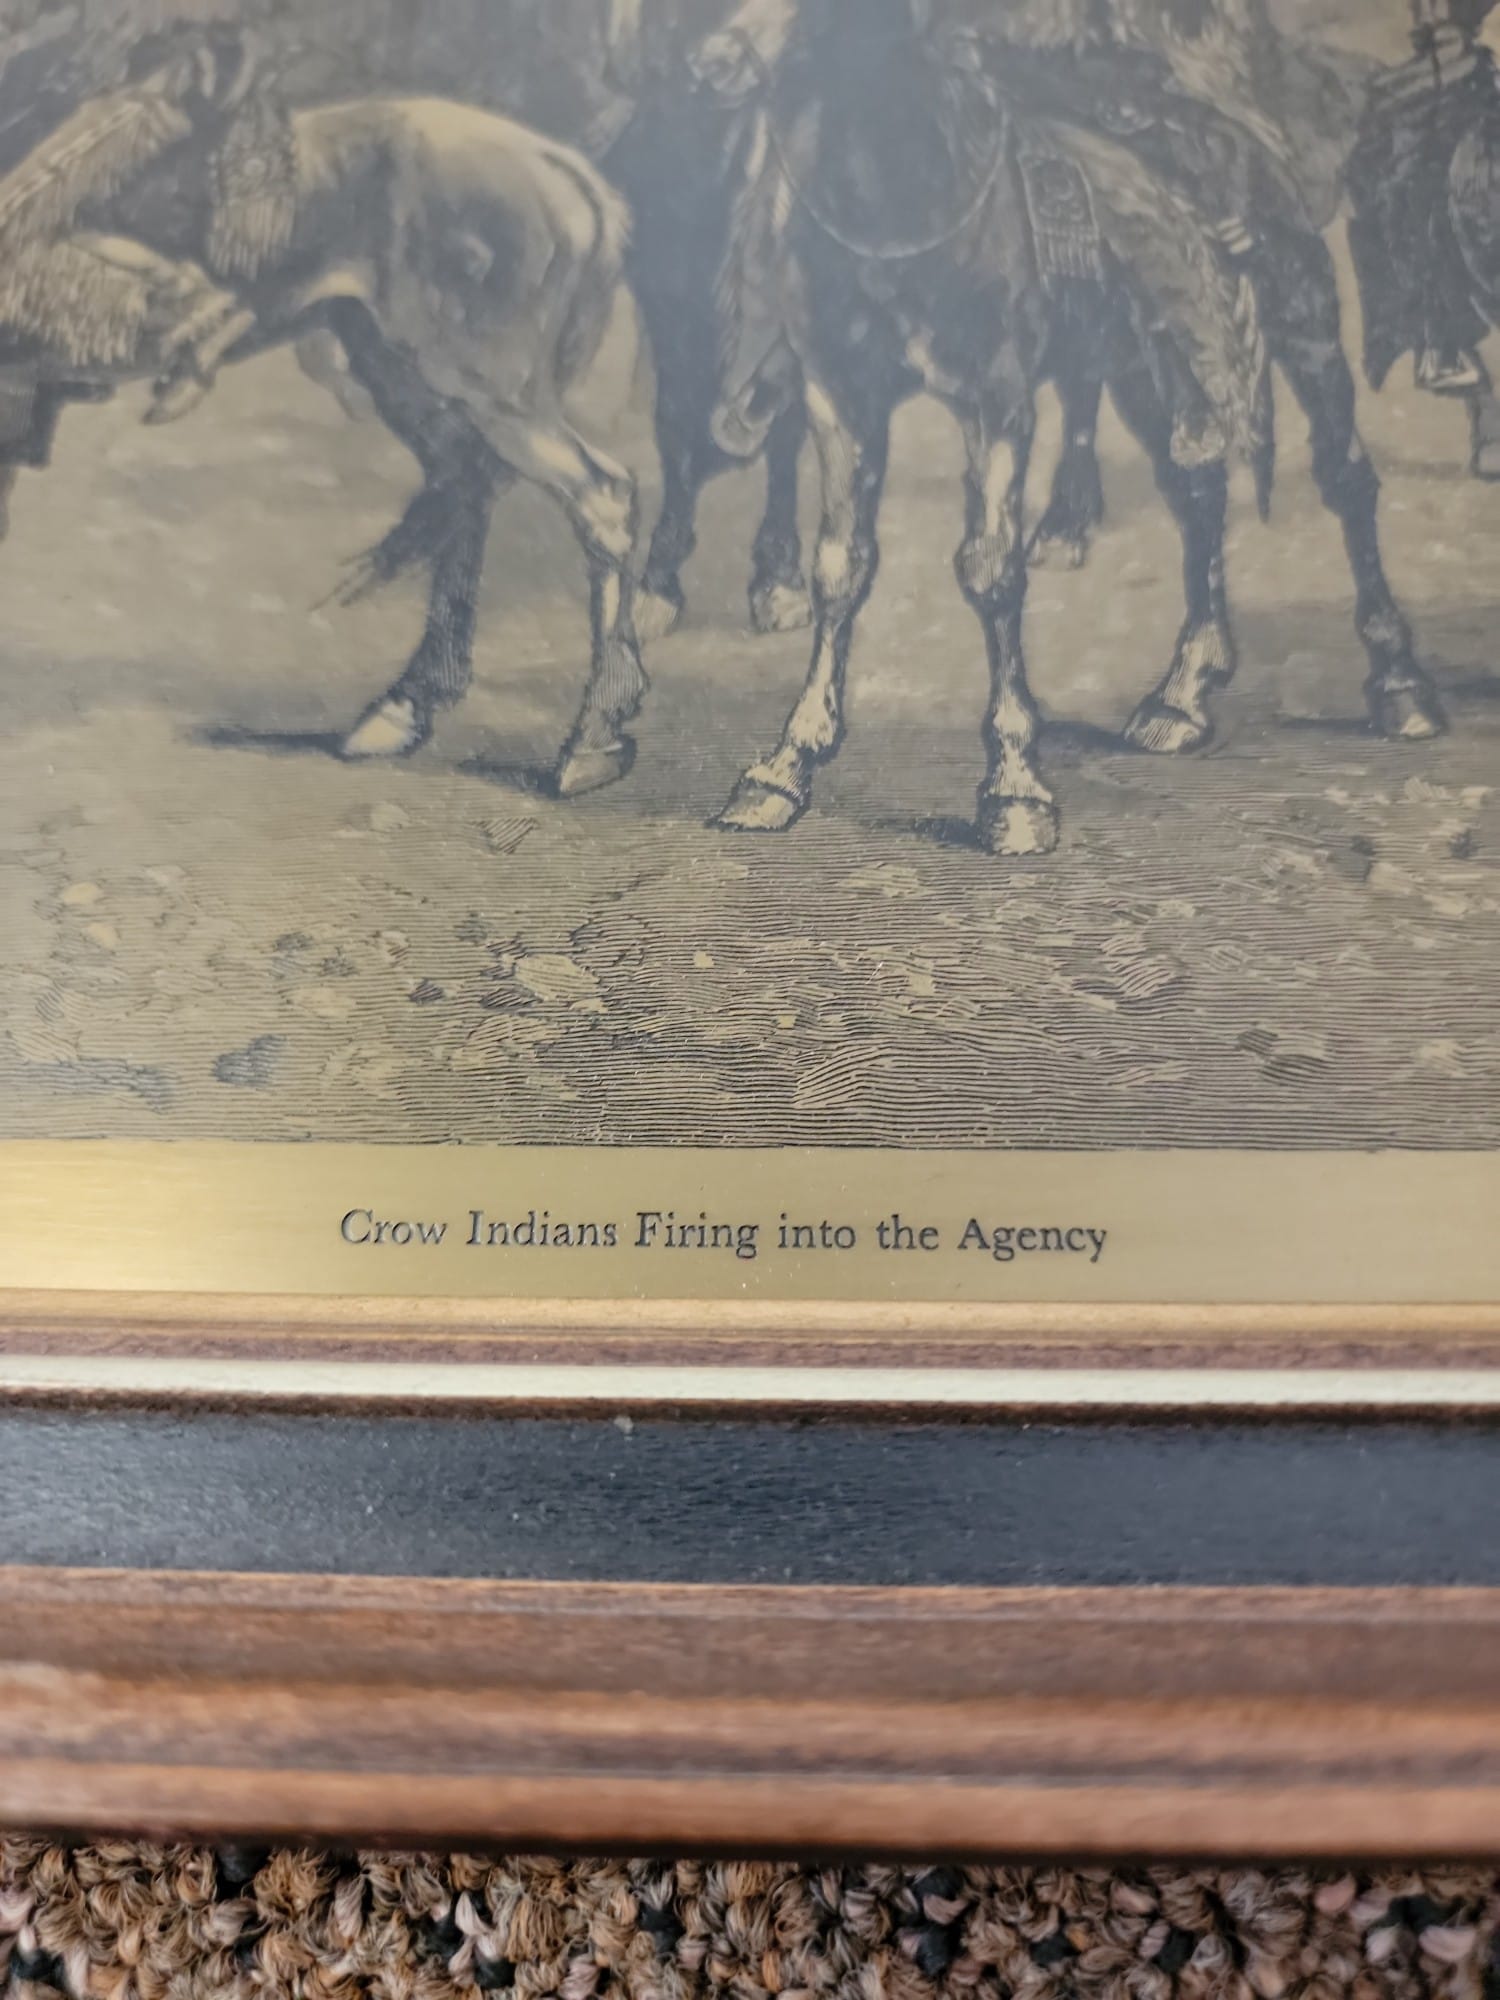 Crow Indians Firing into the Agency